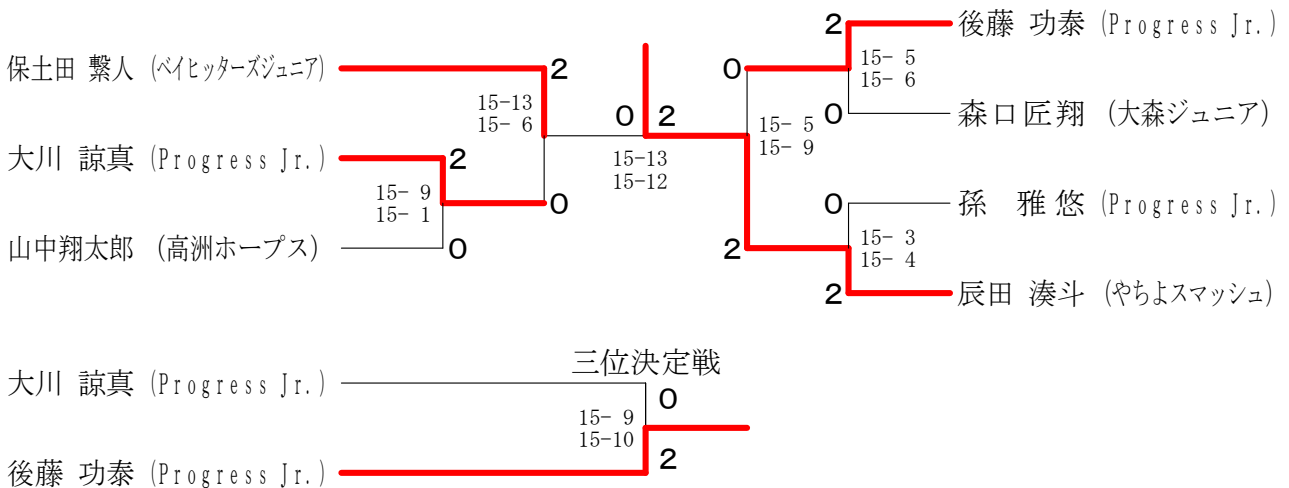 保土田 繋人 (ベイヒッターズジュニア)
2
15-13
15- 6
大川 諒真 (Progress Jr.)
2
15- 9
15- 1
0
山中翔太郎 (高洲ホープス)
0
0 2
15-13
15-12
2 後藤 功泰 (Progress Jr.)
0
15- 5
15- 6
0 森口匠翔 (大森ジュニア)
15- 5
15- 9
0 孫 雅悠 (Progress Jr.)
2
15- 3
15- 4
2 辰田 湊斗 (やちよスマッシュ)
三位決定戦
大川 諒真 (Progress Jr.)
0
15- 9
15-10
2
後藤 功泰 (Progress Jr.)